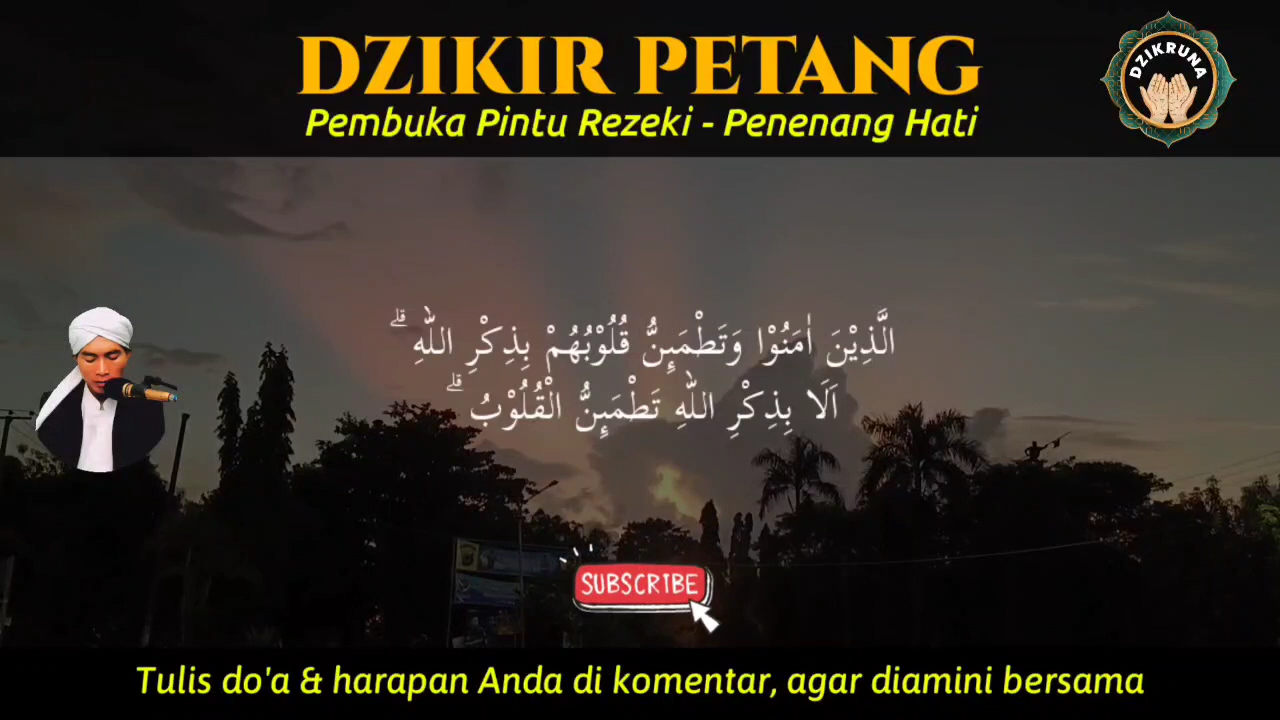 DZIKIR PETANG
Pembuka Pintu Rezeki - Penenang Hati
DZIKRUNA
الَّذِيْنَ اٰمَنُوْا وَتَطْمَىِٕنُّ قُلُوْبُهُمْ بِذِكْرِ اللّٰهِ ۗ
اَلَا بِذِكْرِ اللّٰهِ تَطْمَىِٕنُّ الْقُلُوْبُ ۗ
SUBSCRIBE
Tulis do'a & harapan Anda di komentar, agar diamini bersama